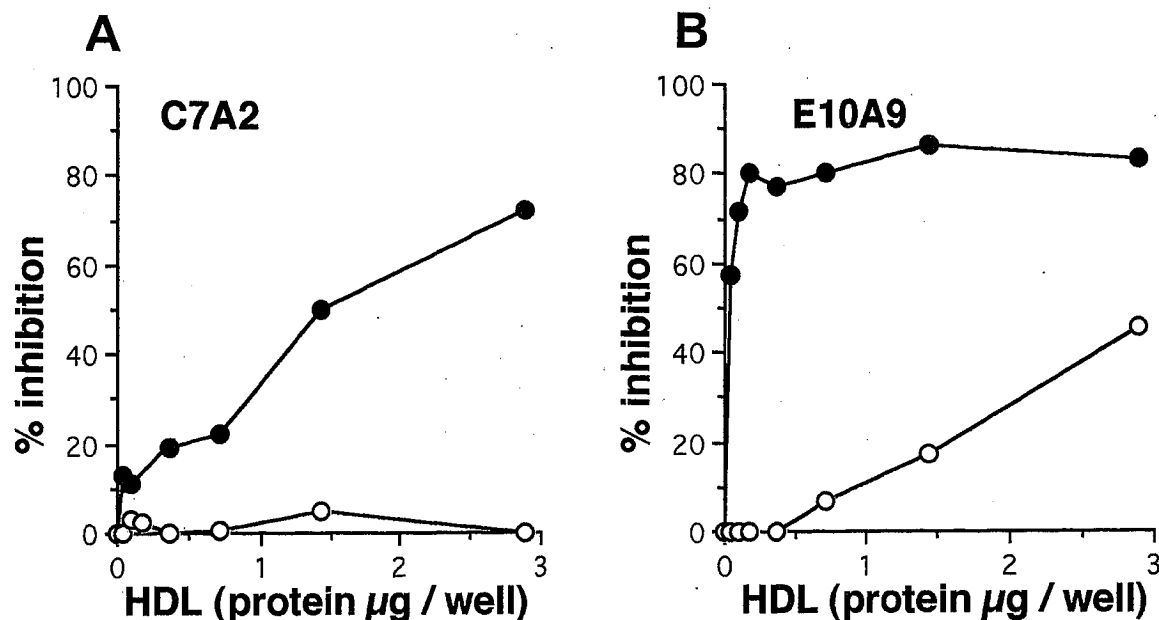 A
C7A2
100
80
60
40
20
0
% inhibition
0 1 2 3
HDL (protein µg / well)
B
E10A9
100
80
60
40
20
0
% inhibition
0 1 2 3
HDL (protein µg / well)